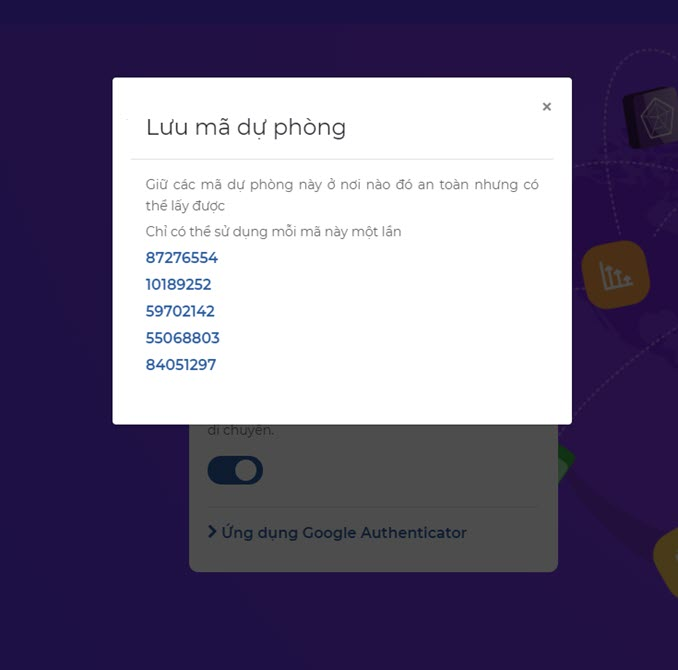 ×
Lưu mã dự phòng
Giữ các mã dự phòng này ở nơi nào đó an toàn nhưng có
thể lấy được
Chỉ có thể sử dụng mỗi mã này một lần
87276554
10189252
59702142
55068803
84051297
di chuyển.
Ứng dụng Google Authenticator